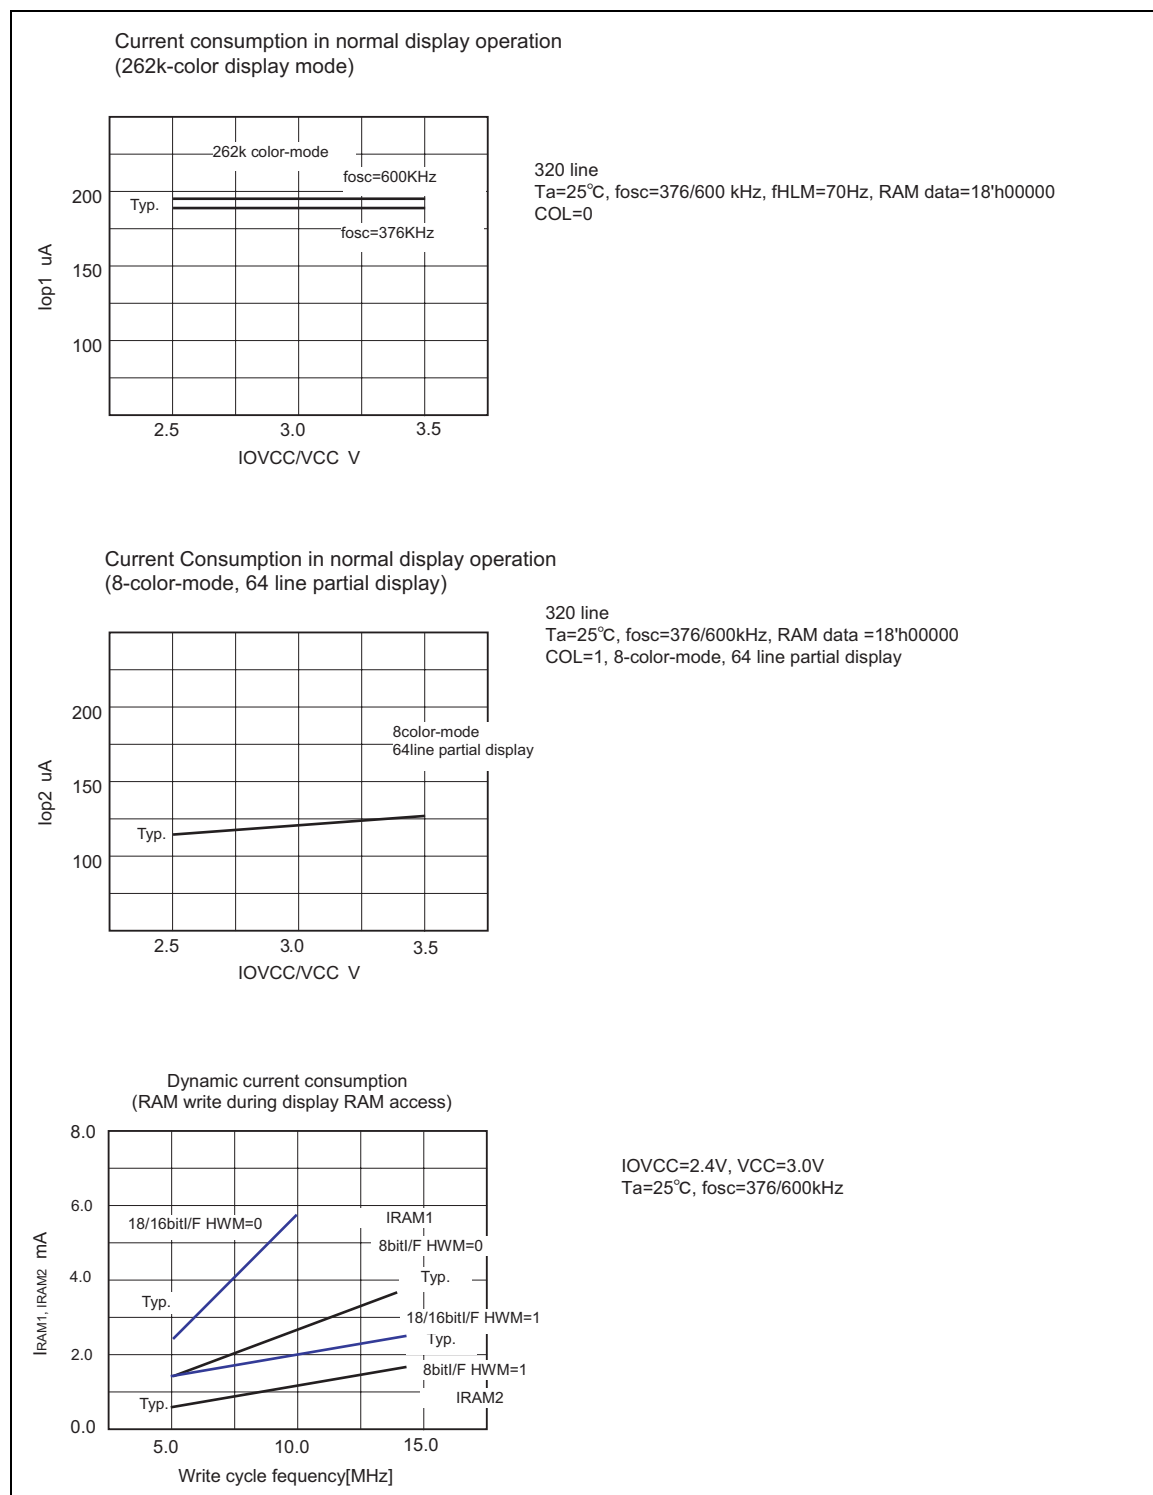 Current consumption in normal display operation
(262k-color display mode)
262k color-mode
fosc=600KHz
Typ.
fosc=376KHz
200
150
100
Iop1 uA
2.5 3.0 3.5
IOVCC/VCC V
320 line
Ta=25℃, fosc=376/600 kHz, fHLM=70Hz, RAM data=18'h00000
COL=0
Current Consumption in normal display operation
(8-color-mode, 64 line partial display)
320 line
Ta=25℃, fosc=376/600kHz, RAM data =18'h00000
COL=1, 8-color-mode, 64 line partial display
200
150
100
Iop2 uA
8color-mode
64line partial display
Typ.
2.5 3.0 3.5
IOVCC/VCC V
Dynamic current consumption
(RAM write during display RAM access)
8.0
6.0
4.0
2.0
0.0
IRAM1, IRAM2 mA
18/16bitI/F HWM=0
IRAM1
8bitI/F HWM=0
Typ.
Typ.
18/16bitI/F HWM=1
Typ.
8bitI/F HWM=1
Typ.
IRAM2
5.0 10.0 15.0
Write cycle fequency[MHz]
IOVCC=2.4V, VCC=3.0V
Ta=25℃, fosc=376/600kHz